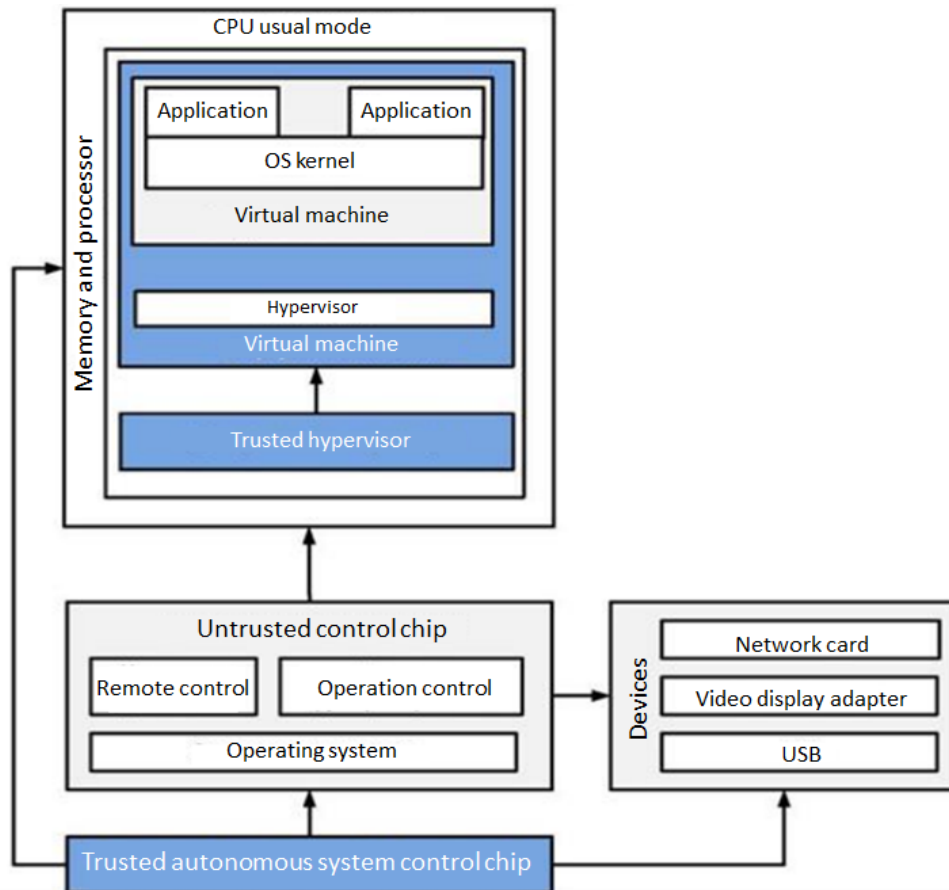 CPU usual mode
Memory and processor
Application
Application
OS kernel
Virtual machine
Hypervisor
Virtual machine
Trusted hypervisor
Untrusted control chip
Remote control
Operation control
Operating system
Devices
Network card
Video display adapter
USB
Trusted autonomous system control chip